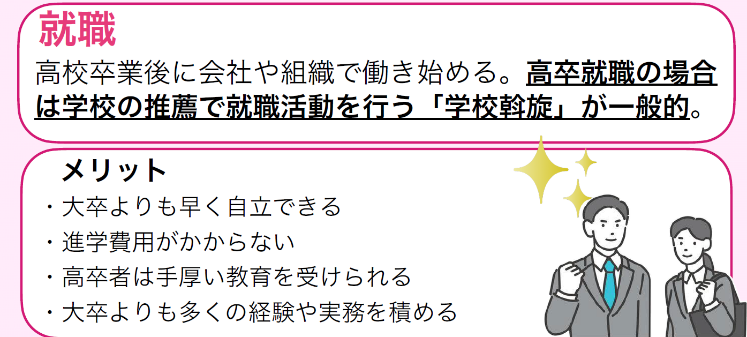 就職
高校卒業後に会社や組織で働き始める。高卒就職の場合
は学校の推薦で就職活動を行う「学校斡旋」が一般的。
メリット
・大卒よりも早く自立できる
・進学費用がかからない
・高卒者は手厚い教育を受けられる
・大卒よりも多くの経験や実務を積める